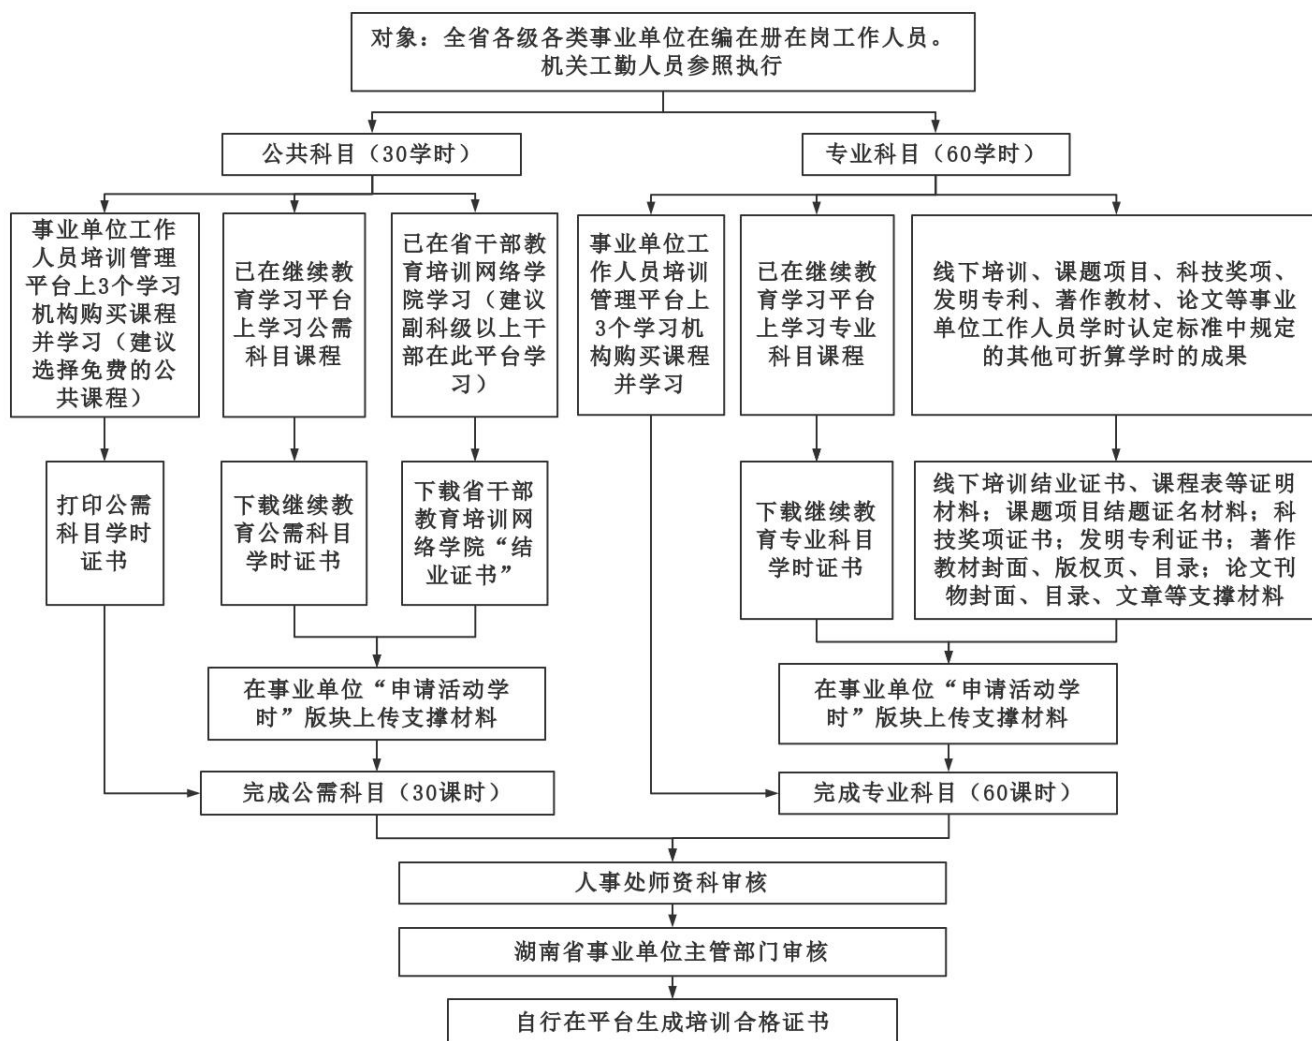 对象：全省各级各类事业单位在编在册在岗工作人员。
机关工勤人员参照执行
公共科目（30学时）
专业科目（60学时）
事业单位工作
人员培训管理
平台上3个学习
机构购买课程
并学习（建议
选择免费的公
共课程）
已在继续教
育学习平台
上学习公需
科目课程
已在省干部教
育培训网络学
院学习（建议
副科级以上干
部在此平台学
习）
事业单位工
作人员培训
管理平台上
3个学习机
构购买课程
并学习
已在继续教
育学习平台
上学习专业
科目课程
线下培训、课题项目、科技奖项、
发明专利、著作教材、论文等事业
单位工作人员学时认定标准中规定
的其他可折算学时的成果
打印公需
科目学时
证书
下载继续教
育公需科目
学时证书
下载省干部
教育培训网
络学院“结
业证书”
下载继续教
育专业科目
学时证书
线下培训结业证书、课程表等证明
材料；课题项目结题证名材料；科
技奖项证书；发明专利证书；著作
教材封面、版权页、目录；论文刊
物封面、目录、文章等支撑材料
在事业单位“申请活动学
时”版块上传支撑材料
在事业单位“申请活动学
时”版块上传支撑材料
完成公需科目（30课时）
完成专业科目（60课时）
人事处师资科审核
湖南省事业单位主管部门审核
自行在平台生成培训合格证书